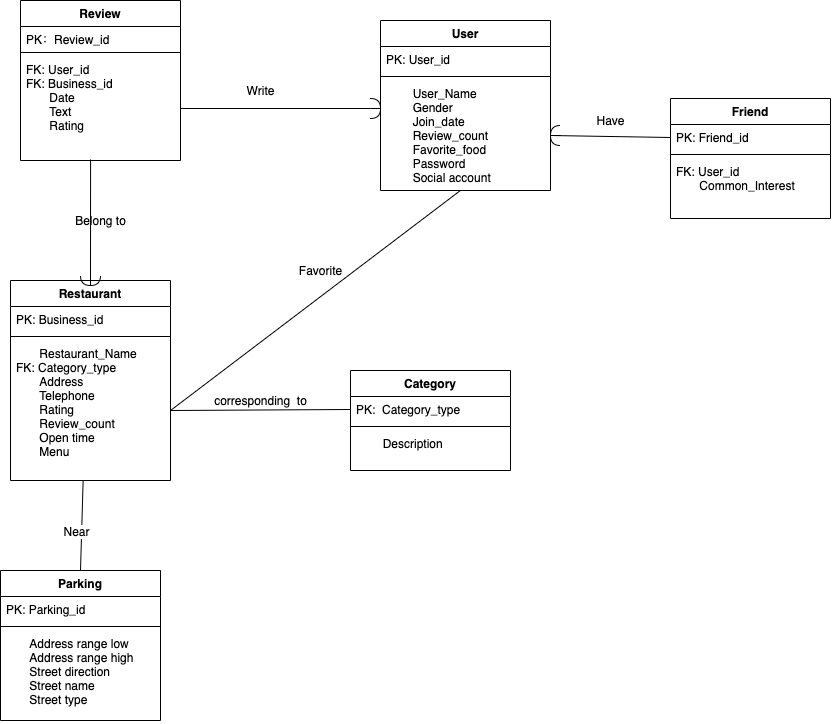 Review
PK: Review_id
FK: User_id
FK: Business_id
Date
Text
Rating
Write
User
PK: User_id
User_Name
Gender
Join_date
Review_count
Favorite_food
Password
Social account
Have
Friend
PK: Friend_id
FK: User_id
Common_Interest
Belong to
Favorite
Restaurant
PK: Business_id
Restaurant_Name
FK: Category_type
Address
Telephone
Rating
Review_count
Open time
Menu
corresponding to
Category
PK: Category_type
Description
Near
Parking
PK: Parking_id
Address range low
Address range high
Street direction
Street name
Street type